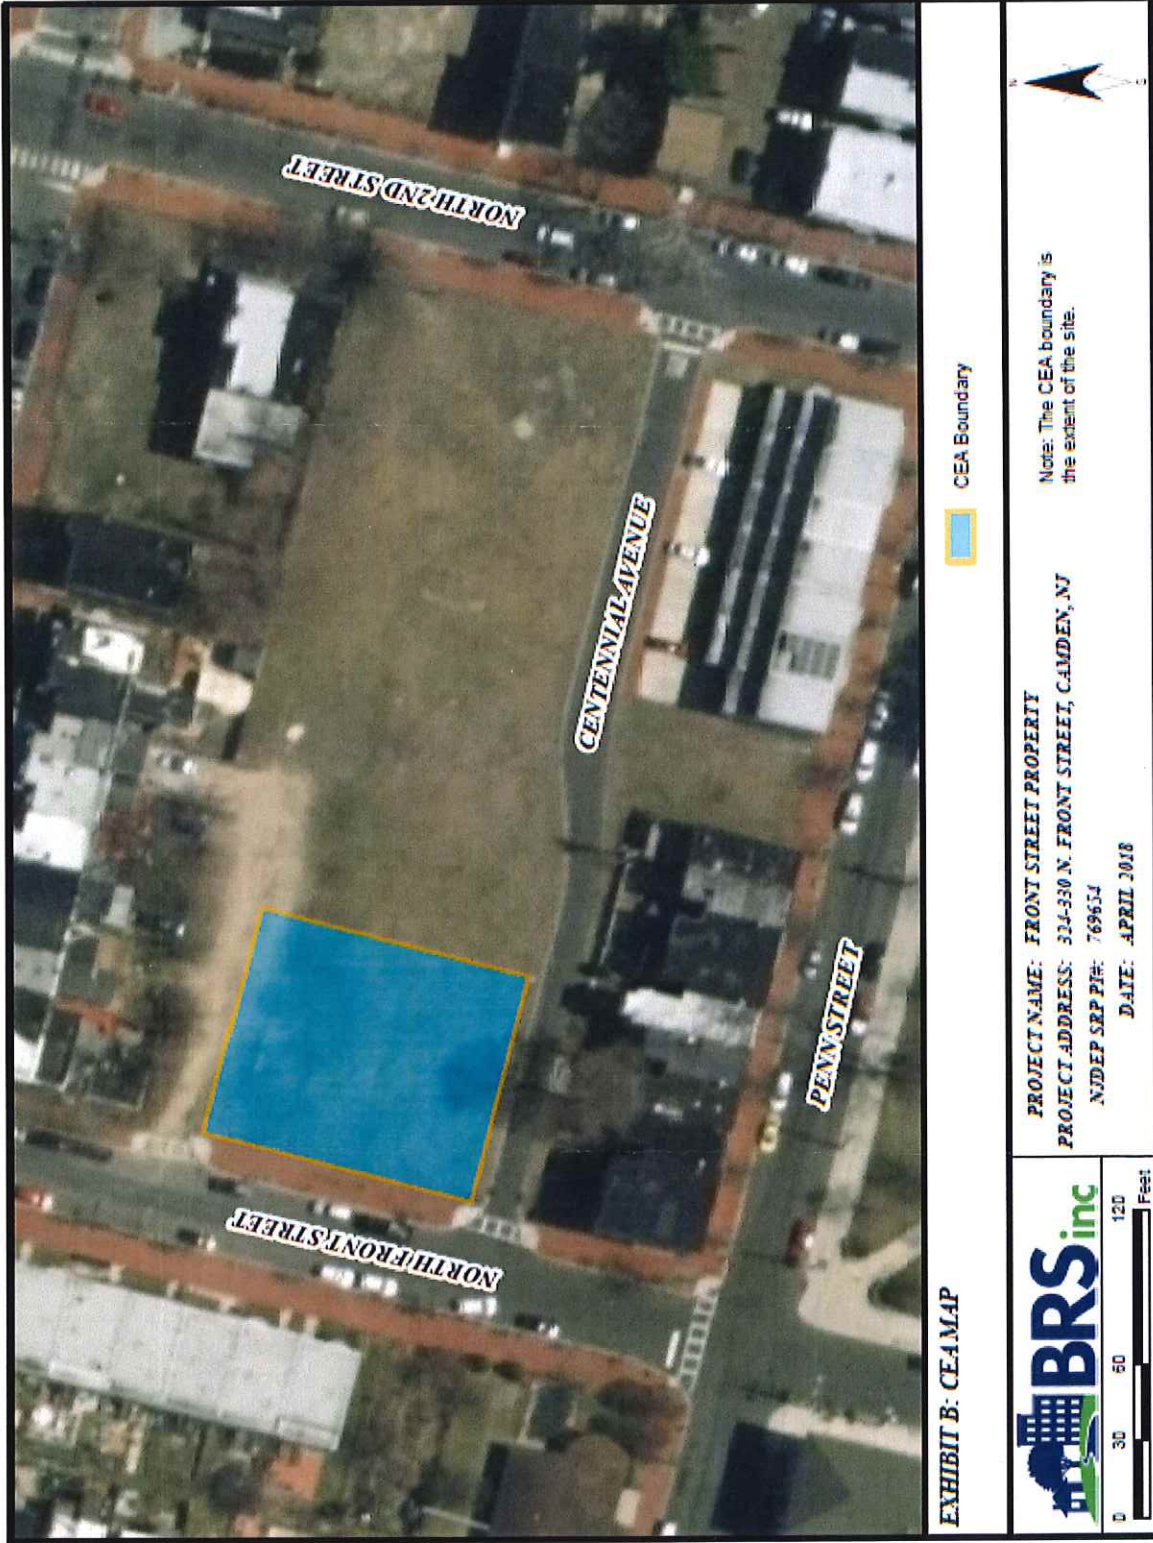 NORTH 2ND STREET
CENTENNIAL AVENUE
NORTH FRONT STREET
PENN STREET
EXHIBIT B: CEA MAP
CEA Boundary
BRS inc
0 30 60 120
Feet
PROJECT NAME: FRONT STREET PROPERTY
PROJECT ADDRESS: 324-330 N. FRONT STREET, CAMDEN, NJ
NJDEP SRP PI#: 769654
DATE: APRIL 2018
Note: The CEA boundary is
the extent of the site.
N
S